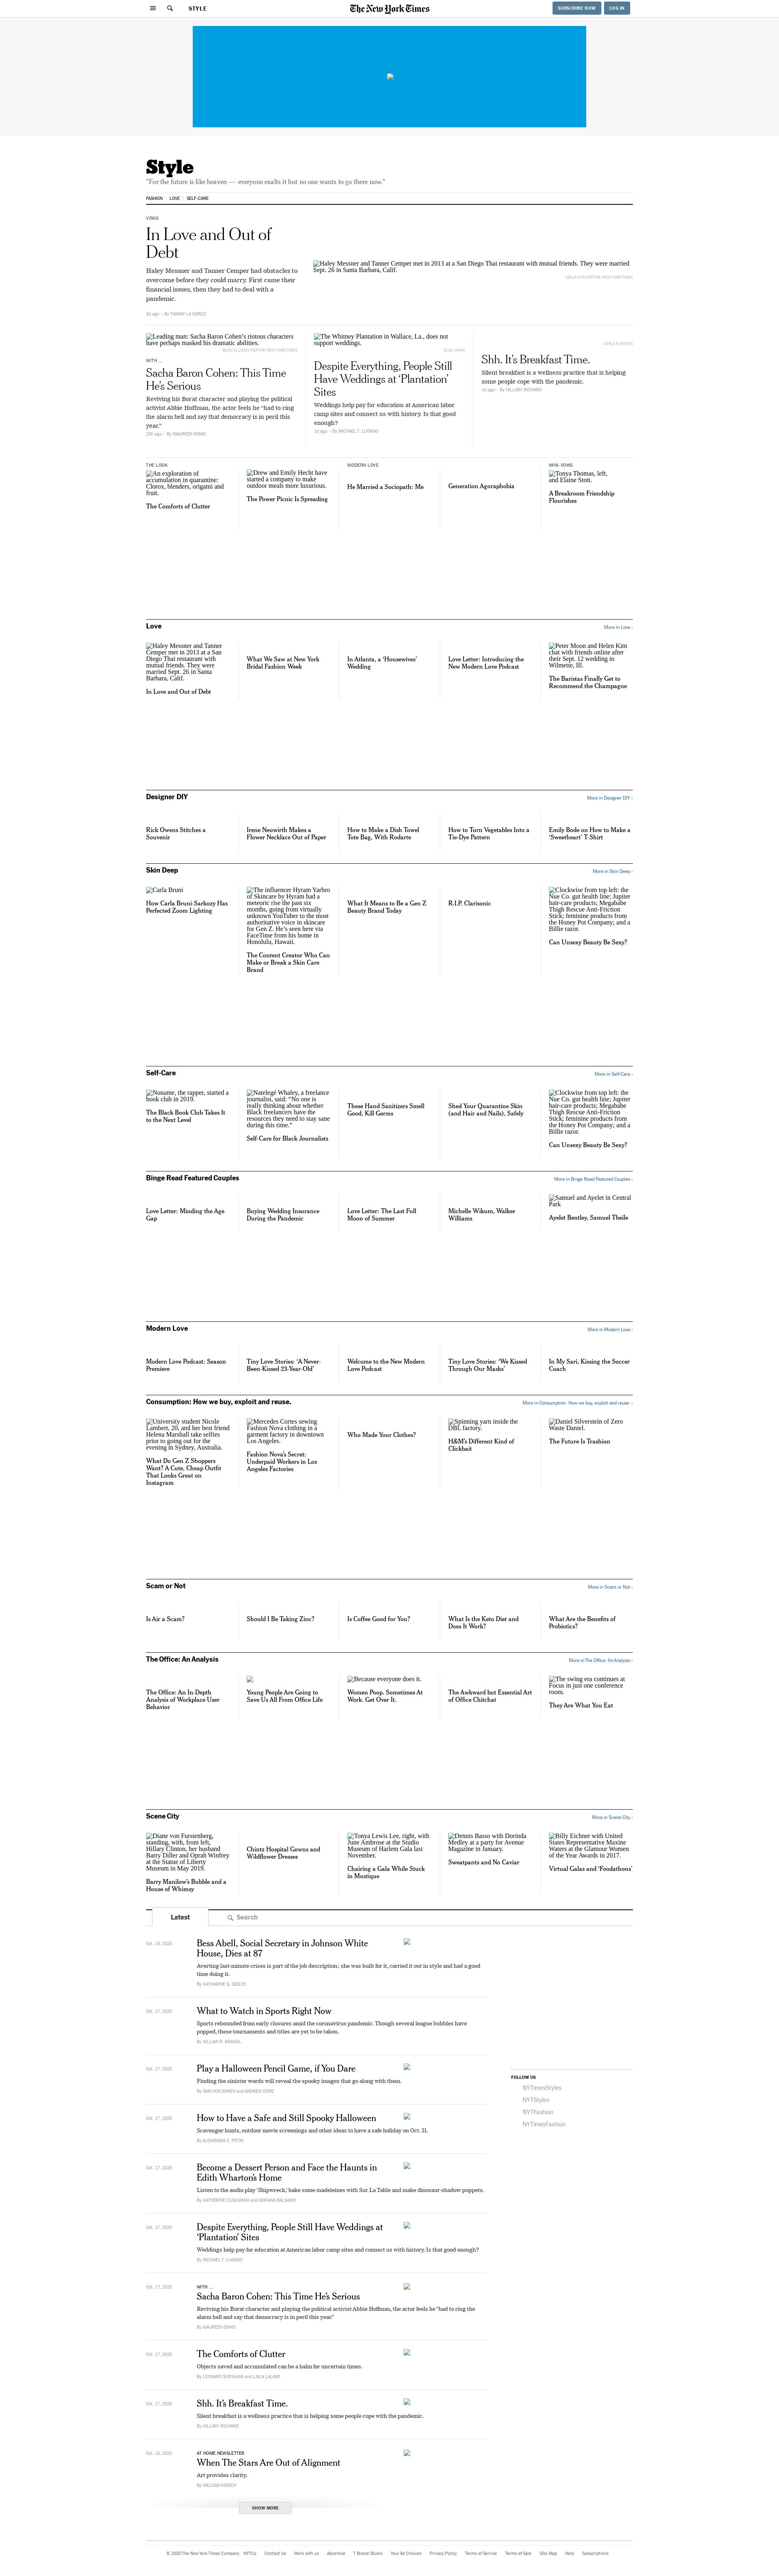 STYLE
The New York Times
SUBSCRIBE NOW
LOG IN
Style
"For the future is like heaven — everyone exalts it but no one wants to go there now."
FASHION
LOVE
SELF-CARE
VOWS
In Love and Out of
Debt
Haley Messner and Tanner Cemper had obstacles to
overcome before they could marry. First came their
financial issues, then they had to deal with a
pandemic.
2d ago - By TAMMY LA GORCE
Haley Messner and Tanner Cemper met in 2013 at a San Diego Thai restaurant with mutual friends. They were married
Sept. 26 in Santa Barbara, Calif.
Leading man: Sacha Baron Cohen's riotous characters
have perhaps masked his dramatic abilities.
WITH ...
Sacha Baron Cohen: This Time
He's Serious
Reviving his Borat character and playing the political
activist Abbie Hoffman, the actor feels he "had to ring
the alarm bell and say that democracy is in peril this
year."
13h ago - By MAUREEN DOWD
The Whitney Plantation in Wallace, La., does not
support weddings.
Despite Everything, People Still
Have Weddings at 'Plantation'
Sites
Weddings help pay for education at American labor
camp sites and connect us with history. Is that good
enough?
1d ago - By MICHAEL T. LUONGO
Shh. It's Breakfast Time.
Silent breakfast is a wellness practice that is helping
some people cope with the pandemic.
1d ago - By HILLARY RICHARD
THE LOOK
An exploration of
accumulation in quarantine:
Clorox, blenders, origami and
fruit.
The Comforts of Clutter
Drew and Emily Hecht have
started a company to make
outdoor meals more luxurious.
The Power Picnic Is Spreading
MODERN LOVE
He Married a Sociopath: Me
Generation Agoraphobia
MINI-VOWS
Tonya Thomas, left,
and Elaine Stott.
A Breakroom Friendship
Flourishes
Love
More in Love ›
Haley Messner and Tanner
Cemper met in 2013 at a San
Diego Thai restaurant with
mutual friends. They were
married Sept. 26 in Santa
Barbara, Calif.
In Love and Out of Debt
What We Saw at New York
Bridal Fashion Week
In Atlanta, a 'Housewives'
Wedding
Love Letter: Introducing the
New Modern Love Podcast
Peter Moon and Helen Kim
chat with friends online after
their Sept. 12 wedding in
Wilmette, Ill.
The Baristas Finally Get to
Recommend the Champagne
Designer DIY
More in Designer DIY ›
Rick Owens Stitches a
Souvenir
Irene Neuwirth Makes a
Flower Necklace Out of Paper
How to Make a Dish Towel
Tote Bag, With Rodarte
How to Turn Vegetables Into a
Tie-Dye Pattern
Emily Bode on How to Make a
'Sweetheart' T-Shirt
Skin Deep
More in Skin Deep ›
Carla Bruni
How Carla Bruni-Sarkozy Has
Perfected Zoom Lighting
The influencer Hyram Yarbro
of Skincare by Hyram had a
meteoric rise the past six
months, going from virtually
unknown YouTuber to the most
authoritative voice in skincare
for Gen Z. He's seen here via
FaceTime from his home in
Honolulu, Hawaii.
The Content Creator Who Can
Make or Break a Skin Care
Brand
What It Means to Be a Gen Z
Beauty Brand Today
R.I.P. Clarisonic
Clockwise from top left: the
Nue Co. gut health line; Jupiter
hair-care products; Megababe
Thigh Rescue Anti-Friction
Stick; feminine products from
the Honey Pot Company; and a
Billie razor.
Can Unsexy Beauty Be Sexy?
Self-Care
More in Self-Care ›
Noname, the rapper, started a
book club in 2019.
The Black Book Club Takes It
to the Next Level
Natelegé Whaley, a freelance
journalist, said: "No one is
really thinking about whether
Black freelancers have the
resources they need to stay sane
during this time."
Self-Care for Black Journalists
These Hand Sanitizers Smell
Good, Kill Germs
Shed Your Quarantine Skin
(and Hair and Nails), Safely
Clockwise from top left: the
Nue Co. gut health line; Jupiter
hair-care products; Megababe
Thigh Rescue Anti-Friction
Stick; feminine products from
the Honey Pot Company; and a
Billie razor.
Can Unsexy Beauty Be Sexy?
Binge Read Featured Couples
More in Binge Read Featured Couples ›
Love Letter: Minding the Age
Gap
Buying Wedding Insurance
During the Pandemic
Love Letter: The Last Full
Moon of Summer
Michelle Wikum, Walker
Williams
Samuel and Ayelet in Central
Park
Ayelet Bentley, Samuel Tbeile
Modern Love
More in Modern Love ›
Modern Love Podcast: Season
Premiere
Tiny Love Stories: 'A Never-
Been-Kissed 23-Year-Old'
Welcome to the New Modern
Love Podcast
Tiny Love Stories: 'We Kissed
Through Our Masks'
In My Sari, Kissing the Soccer
Coach
Consumption: How we buy, exploit and reuse.
More in Consumption: How we buy, exploit and reuse. ›
University student Nicole
Lambert, 20, and her best friend
Helena Marshall take selfies
prior to going out for the
evening in Sydney, Australia.
What Do Gen Z Shoppers
Want? A Cute, Cheap Outfit
That Looks Great on
Instagram
Mercedes Cortes sewing
Fashion Nova clothing in a
garment factory in downtown
Los Angeles.
Fashion Nova's Secret:
Underpaid Workers in Los
Angeles Factories
Who Made Your Clothes?
Spinning yarn inside the
DBL factory.
H&M's Different Kind of
Clickbait
Daniel Silverstein of Zero
Waste Daniel.
The Future Is Trashion
Scam or Not
More in Scam or Not ›
Is Air a Scam?
Should I Be Taking Zinc?
Is Coffee Good for You?
What Is the Keto Diet and
Does It Work?
What Are the Benefits of
Probiotics?
The Office: An Analysis
More in The Office: An Analysis ›
The Office: An In-Depth
Analysis of Workplace User
Behavior
Young People Are Going to
Save Us All From Office Life
Because everyone does it.
Women Poop. Sometimes At
Work. Get Over It.
The Awkward but Essential Art
of Office Chitchat
The swing era continues at
Focus in just one conference
room.
They Are What You Eat
Scene City
More in Scene City ›
Diane von Furstenberg,
standing, with, from left,
Hillary Clinton, her husband
Barry Diller and Oprah Winfrey
at the Statue of Liberty
Museum in May 2019.
Barry Manilow's Bubble and a
House of Whimsy
Chintz Hospital Gowns and
Wildflower Dresses
Tonya Lewis Lee, right, with
June Ambrose at the Studio
Museum of Harlem Gala last
November.
Chairing a Gala While Stuck
in Mustique
Dennis Basso with Dorinda
Medley at a party for Avenue
Magazine in January.
Sweatpants and No Caviar
Billy Eichner with United
States Representative Maxine
Waters at the Glamour Women
of the Year Awards in 2017.
Virtual Galas and 'Foodathons'
Latest
Search
Oct. 16, 2020
Bess Abell, Social Secretary in Johnson White
House, Dies at 87
Averting last-minute crises is part of the job description; she was built for it, carried it out in style and had a good
time doing it.
By KATHARINE Q. SEELYE
Oct. 17, 2020
What to Watch in Sports Right Now
Sports rebounded from early closures amid the coronavirus pandemic. Though several league bubbles have
popped, these tournaments and titles are yet to be taken.
By GILLIAN R. BRASSIL
Oct. 17, 2020
Play a Halloween Pencil Game, if You Dare
Finding the sinister words will reveal the spooky images that go along with them.
By SAM VON EHREN and ANDREW DORE
Oct. 17, 2020
How to Have a Safe and Still Spooky Halloween
Scavenger hunts, outdoor movie screenings and other ideas to have a safe holiday on Oct. 31.
By ALEXANDRA E. PETRI
Oct. 17, 2020
Become a Dessert Person and Face the Haunts in
Edith Wharton's Home
Listen to the audio play 'Shipwreck,' bake some madeleines with Sur La Table and make dinosaur-shadow puppets.
By KATHERINE CUSUMANO and ADRIANA BALSAMO
Oct. 17, 2020
Despite Everything, People Still Have Weddings at
'Plantation' Sites
Weddings help pay for education at American labor camp sites and connect us with history. Is that good enough?
By MICHAEL T. LUONGO
Oct. 17, 2020
WITH ...
Sacha Baron Cohen: This Time He's Serious
Reviving his Borat character and playing the political activist Abbie Hoffman, the actor feels he "had to ring the
alarm bell and say that democracy is in peril this year."
By MAUREEN DOWD
Oct. 17, 2020
The Comforts of Clutter
Objects saved and accumulated can be a balm for uncertain times.
Oct. 17, 2020
Shh. It's Breakfast Time.
Silent breakfast is a wellness practice that is helping some people cope with the pandemic.
By HILLARY RICHARD
Oct. 16, 2020
AT HOME NEWSLETTER
When The Stars Are Out of Alignment
Art provides clarity.
By MELISSA KIRSCH
SHOW MORE
FOLLOW US
NYTimesStyles
NYTStyles
NYTFashion
NYTimesFashion
© 2020 The New York Times Company
NYTCo
Contact Us
Work with us
Advertise
T Brand Studio
Your Ad Choices
Privacy Policy
Terms of Service
Terms of Sale
Site Map
Help
Subscriptions